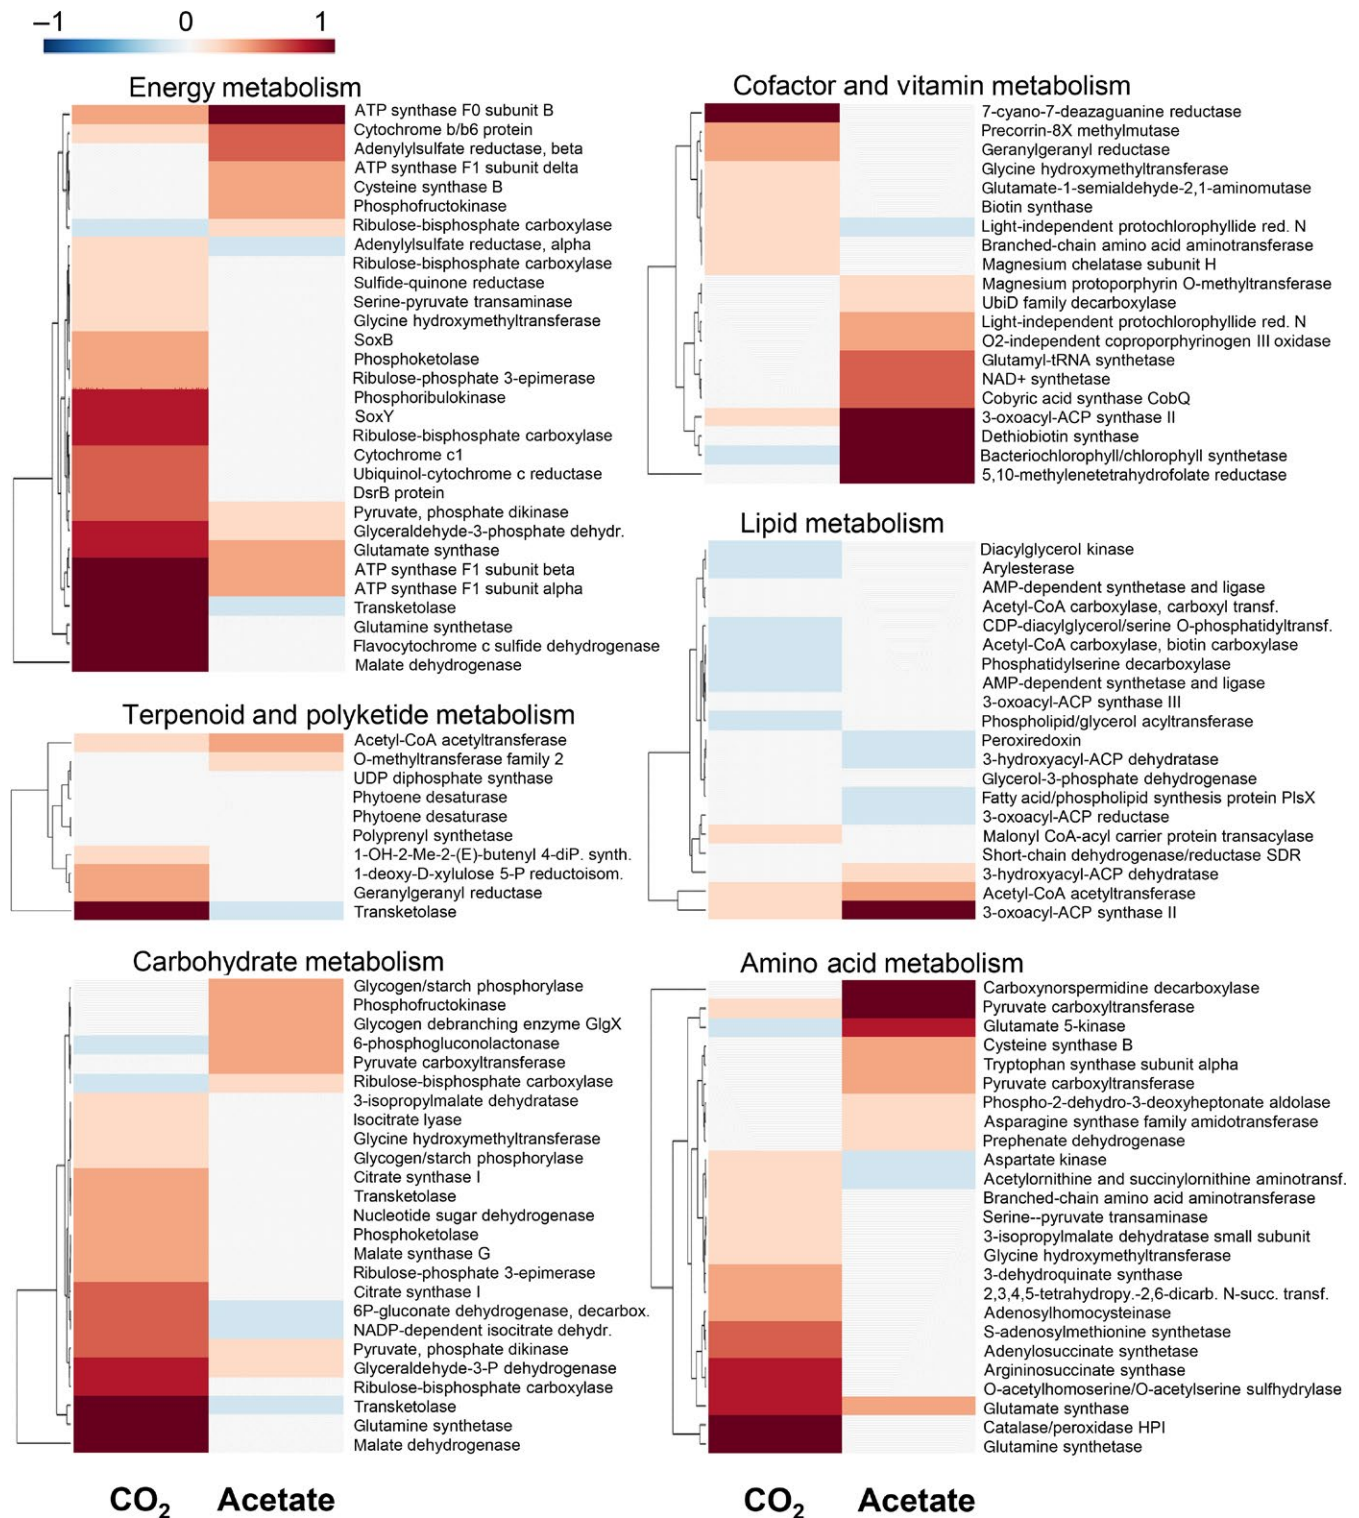 −1 0 1
Energy metabolism
ATP synthase F0 subunit B
Cytochrome b/b6 protein
Adenylylsulfate reductase, beta
ATP synthase F1 subunit delta
Cysteine synthase B
Phosphofructokinase
Ribulose-bisphosphate carboxylase
Adenylylsulfate reductase, alpha
Ribulose-bisphosphate carboxylase
Sulfide-quinone reductase
Serine-pyruvate transaminase
Glycine hydroxymethyltransferase
SoxB
Phosphoketolase
Ribulose-phosphate 3-epimerase
Phosphoribulokinase
SoxY
Ribulose-bisphosphate carboxylase
Cytochrome c1
Ubiquinol-cytochrome c reductase
DsrB protein
Pyruvate, phosphate dikinase
Glyceraldehyde-3-phosphate dehydr.
Glutamate synthase
ATP synthase F1 subunit beta
ATP synthase F1 subunit alpha
Transketolase
Glutamine synthetase
Flavocytochrome c sulfide dehydrogenase
Malate dehydrogenase
Terpenoid and polyketide metabolism
Acetyl-CoA acetyltransferase
O-methyltransferase family 2
UDP diphosphate synthase
Phytoene desaturase
Phytoene desaturase
Polyprenyl synthetase
1-OH-2-Me-2-(E)-butenyl 4-diP. synth.
1-deoxy-D-xylulose 5-P reductoisom.
Geranylgeranyl reductase
Transketolase
Carbohydrate metabolism
Glycogen/starch phosphorylase
Phosphofructokinase
Glycogen debranching enzyme GlgX
6-phosphogluconolactonase
Pyruvate carboxyltransferase
Ribulose-bisphosphate carboxylase
3-isopropylmalate dehydratase
Isocitrate lyase
Glycine hydroxymethyltransferase
Glycogen/starch phosphorylase
Citrate synthase I
Transketolase
Nucleotide sugar dehydrogenase
Phosphoketolase
Malate synthase G
Ribulose-phosphate 3-epimerase
Citrate synthase I
6P-gluconate dehydrogenase, decarbox.
NADP-dependent isocitrate dehydr.
Pyruvate, phosphate dikinase
Glyceraldehyde-3-P dehydrogenase
Ribulose-bisphosphate carboxylase
Transketolase
Glutamine synthetase
Malate dehydrogenase
CO₂ Acetate
Cofactor and vitamin metabolism
7-cyano-7-deazaguanine reductase
Precorrin-8X methylmutase
Geranylgeranyl reductase
Glycine hydroxymethyltransferase
Glutamate-1-semialdehyde-2,1-aminomutase
Biotin synthase
Light-independent protochlorophyllide red. N
Branched-chain amino acid aminotransferase
Magnesium chelatase subunit H
Magnesium protoporphyrin O-methyltransferase
UbiD family decarboxylase
Light-independent protochlorophyllide red. N
O2-independent coproporphyrinogen III oxidase
Glutamyl-tRNA synthetase
NAD+ synthetase
Cobyric acid synthase CobQ
3-oxoacyl-ACP synthase II
Dethiobiotin synthase
Bacteriochlorophyll/chlorophyll synthetase
5,10-methylenetetrahydrofolate reductase
Lipid metabolism
Diacylglycerol kinase
Arylesterase
AMP-dependent synthetase and ligase
Acetyl-CoA carboxylase, carboxyl transf.
CDP-diacylglycerol/serine O-phosphatidyltransf.
Acetyl-CoA carboxylase, biotin carboxylase
Phosphatidylserine decarboxylase
AMP-dependent synthetase and ligase
3-oxoacyl-ACP synthase III
Phospholipid/glycerol acyltransferase
Peroxiredoxin
3-hydroxyacyl-ACP dehydratase
Glycerol-3-phosphate dehydrogenase
Fatty acid/phospholipid synthesis protein PlsX
3-oxoacyl-ACP reductase
Malonyl CoA-acyl carrier protein transacylase
Short-chain dehydrogenase/reductase SDR
3-hydroxyacyl-ACP dehydratase
Acetyl-CoA acetyltransferase
3-oxoacyl-ACP synthase II
Amino acid metabolism
Carboxynorspermidine decarboxylase
Pyruvate carboxyltransferase
Glutamate 5-kinase
Cysteine synthase B
Tryptophan synthase subunit alpha
Pyruvate carboxyltransferase
Phospho-2-dehydro-3-deoxyheptonate aldolase
Asparagine synthase family amidotransferase
Prephenate dehydrogenase
Aspartate kinase
Acetylornithine and succinylornithine aminotransf.
Branched-chain amino acid aminotransferase
Serine--pyruvate transaminase
3-isopropylmalate dehydratase small subunit
Glycine hydroxymethyltransferase
3-dehydroquinate synthase
2,3,4,5-tetrahydropy.-2,6-dicarb. N-succ. transf.
Adenosylhomocysteinase
S-adenosylmethionine synthetase
Adenylosuccinate synthetase
Argininosuccinate synthase
O-acetylhomoserine/O-acetylserine sulfhydrylase
Glutamate synthase
Catalase/peroxidase HPI
Glutamine synthetase
CO₂ Acetate